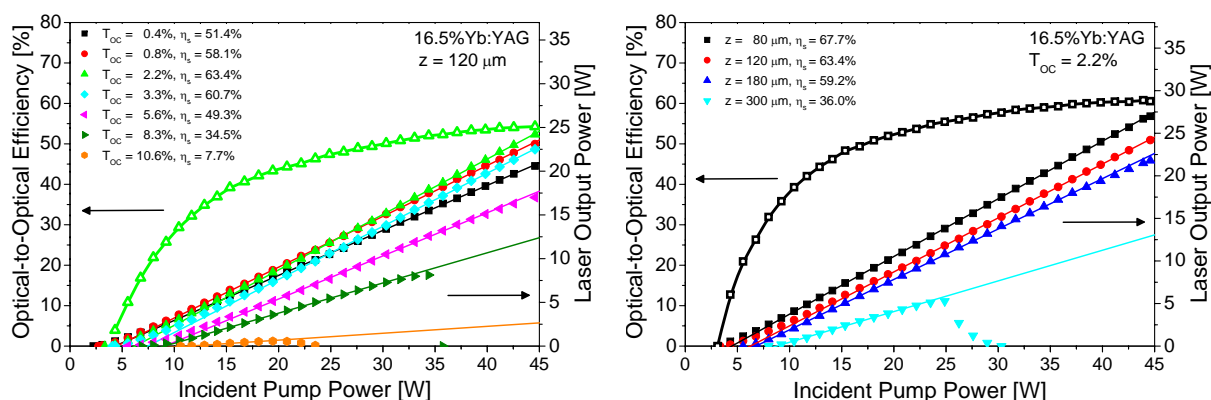 Optical-to-Optical Efficiency [%]
80
70
60
50
40
30
20
10
0
T_OC = 0.4%, η_s = 51.4%
T_OC = 0.8%, η_s = 58.1%
T_OC = 2.2%, η_s = 63.4%
T_OC = 3.3%, η_s = 60.7%
T_OC = 5.6%, η_s = 49.3%
T_OC = 8.3%, η_s = 34.5%
T_OC = 10.6%, η_s = 7.7%
16.5%Yb:YAG
z = 120 μm
35
30
25
20
15
10
5
0
Laser Output Power [W]
0 5 10 15 20 25 30 35 40 45
Incident Pump Power [W]
Optical-to-Optical Efficiency [%]
80
70
60
50
40
30
20
10
0
z = 80 μm, η_s = 67.7%
z = 120 μm, η_s = 63.4%
z = 180 μm, η_s = 59.2%
z = 300 μm, η_s = 36.0%
16.5%Yb:YAG
T_OC = 2.2%
35
30
25
20
15
10
5
0
Laser Output Power [W]
0 5 10 15 20 25 30 35 40 45
Incident Pump Power [W]